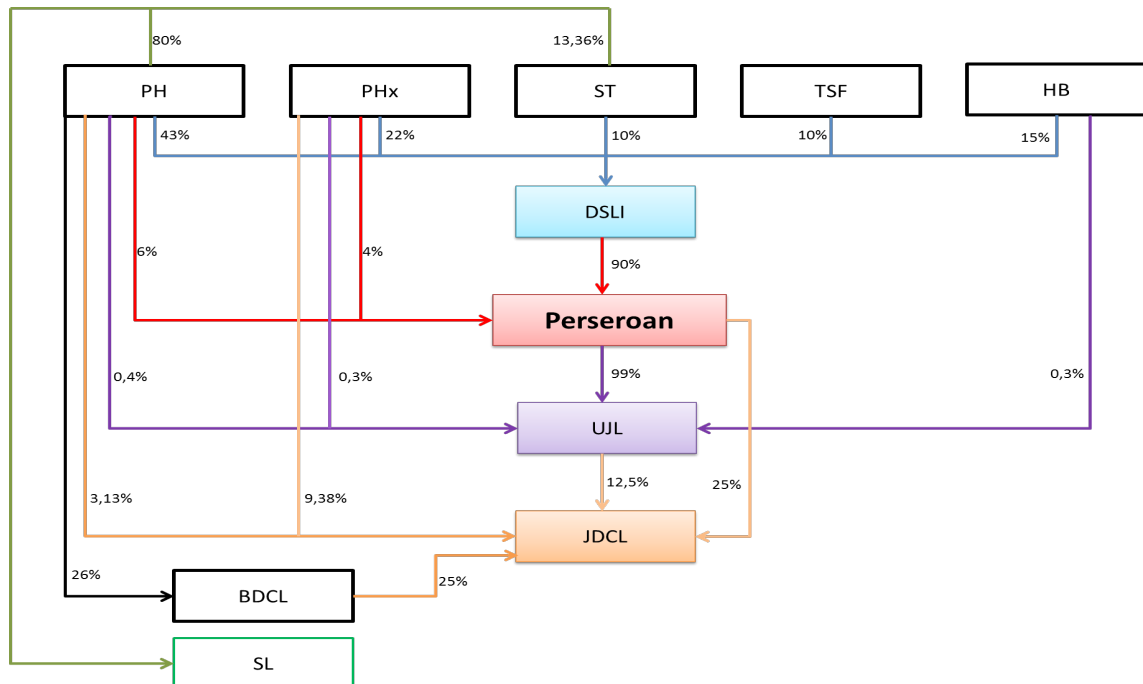 80%
13,36%
PH
PHx
ST
TSF
HB
43%
22%
10%
10%
15%
DSLI
6%
4%
90%
Perseroan
0,4%
0,3%
99%
0,3%
UJL
3,13%
9,38%
12,5%
25%
JDCL
26%
25%
BDCL
SL